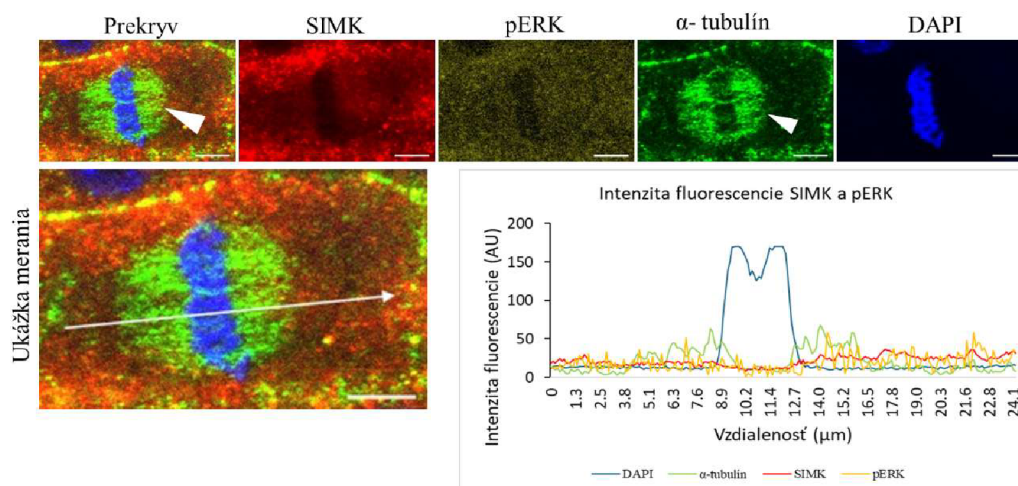 Prekryv SIMK pERK α- tubulín DAPI
Ukážka merania
Intenzita fluorescencie SIMK a pERK
Intenzita fluorescencie (AU)
200
150
100
50
0
0 1.3 2.5 3.8 5.1 6.3 7.6 8.9 10.2 11.4 12.7 14.0 15.2 16.5 17.8 19.0 20.3 21.6 22.8 24.1
Vzdialenosť (μm)
DAPI α-tubulín SIMK pERK